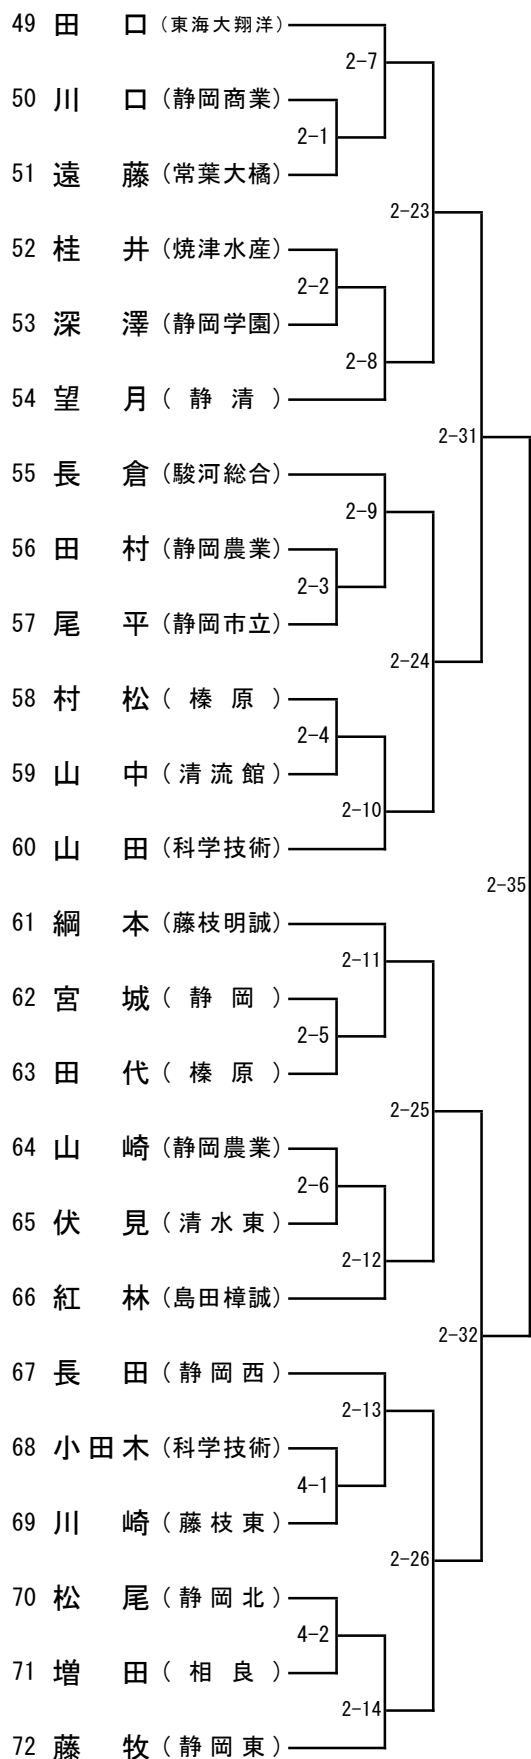 49 田 口 (東海大翔洋)
2-7
50 川 口 (静岡商業)
2-1
51 遠 藤 (常葉大橘)
2-23
52 桂 井 (焼津水産)
2-2
53 深 澤 (静岡学園)
2-8
54 望 月 ( 静 清 )
2-31
55 長 倉 (駿河総合)
2-9
56 田 村 (静岡農業)
2-3
57 尾 平 (静岡市立)
2-24
58 村 松 ( 榛 原 )
2-4
59 山 中 (清流館)
2-10
60 山 田 (科学技術)
2-35
61 綱 本 (藤枝明誠)
2-11
62 宮 城 ( 静 岡 )
2-5
63 田 代 ( 榛 原 )
2-25
64 山 崎 (静岡農業)
2-6
65 伏 見 (清水東)
2-12
66 紅 林 (島田樟誠)
2-32
67 長 田 (静岡西)
2-13
68 小田木 (科学技術)
4-1
69 川 崎 (藤枝東)
2-26
70 松 尾 (静岡北)
4-2
71 増 田 ( 相 良 )
2-14
72 藤 牧 (静岡東)